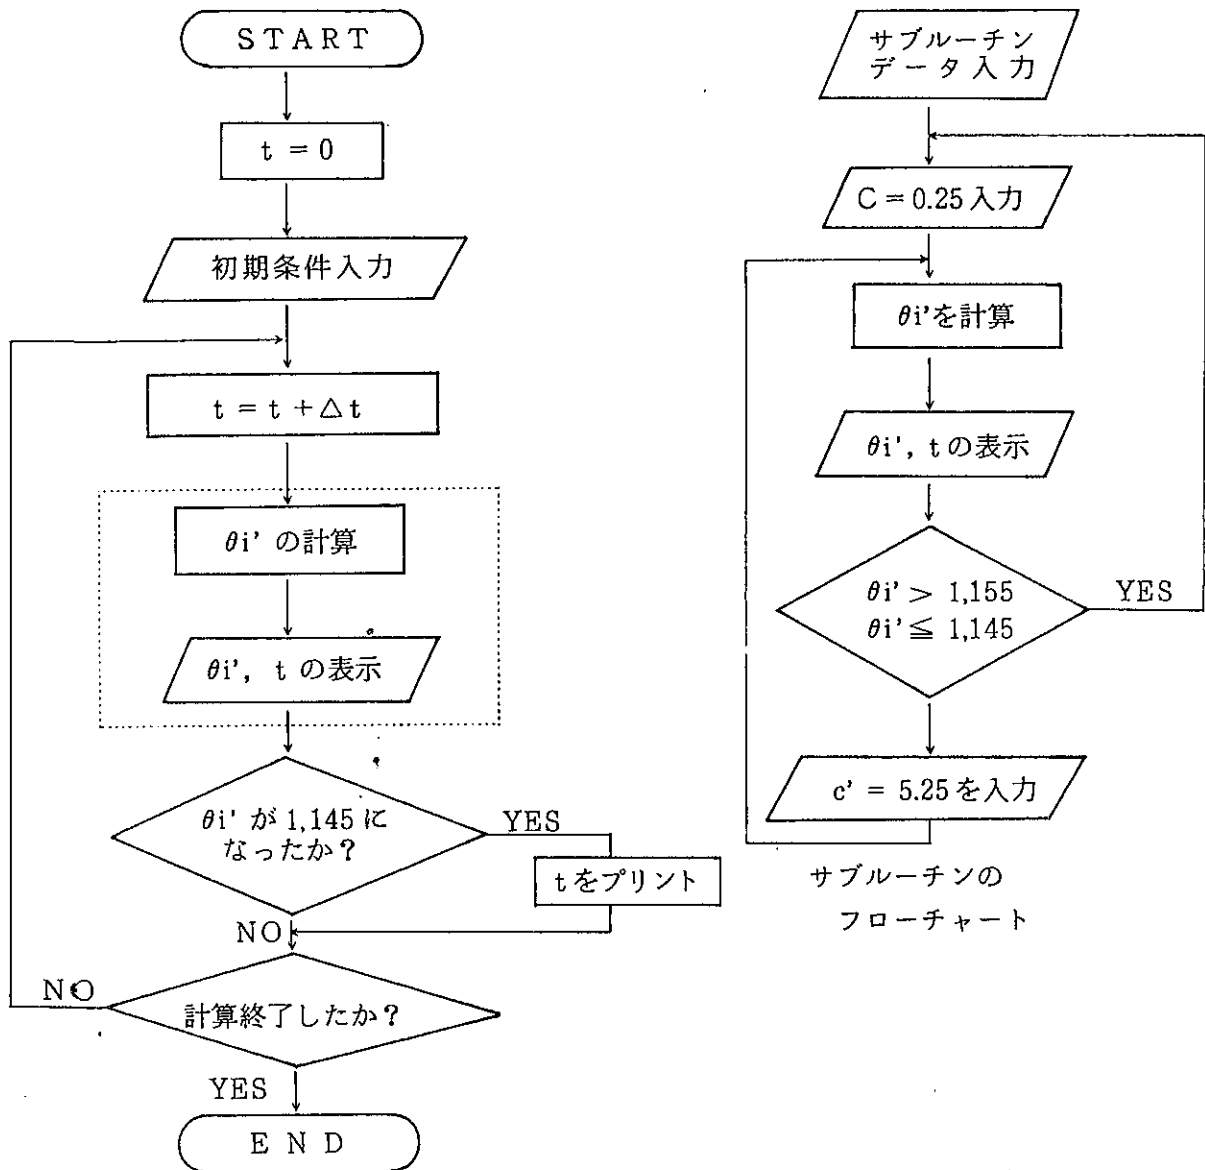 START
t = 0
初期条件入力
t = t + △t
θi' の計算
θi', t の表示
θi' が 1,145 に
なったか？
YES
tをプリント
NO
計算終了したか？
NO
YES
END
サブルーチン
データ入力
C = 0.25 入力
θi'を計算
θi', tの表示
θi' > 1,155
θi' ≦ 1,145
YES
c' = 5.25 を入力
サブルーチンの
フローチャート